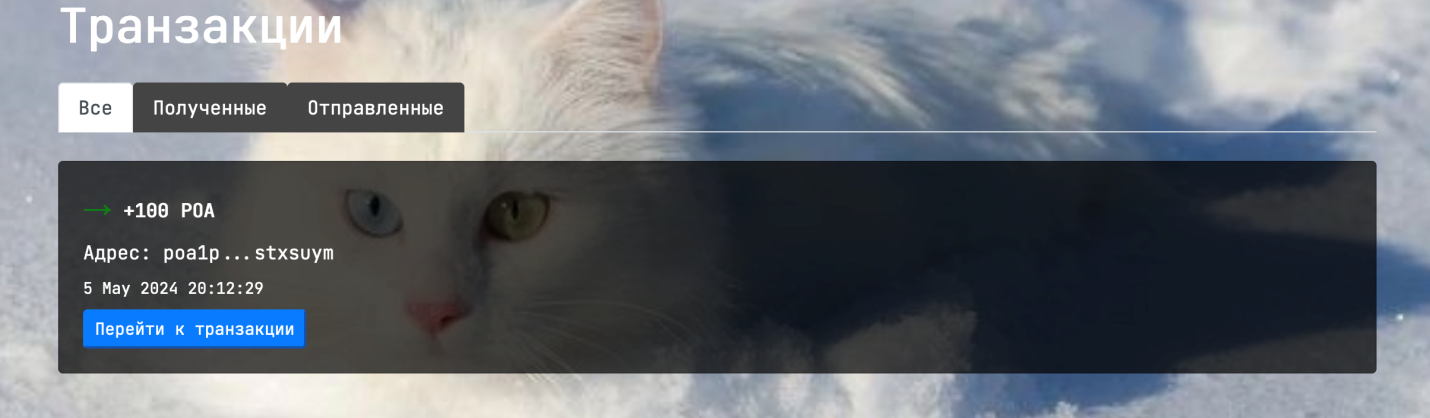 Транзакции
Все Полученные Отправленные
→ +100 POA
Адрес: poa1p...stxsuym
5 May 2024 20:12:29
Перейти к транзакции